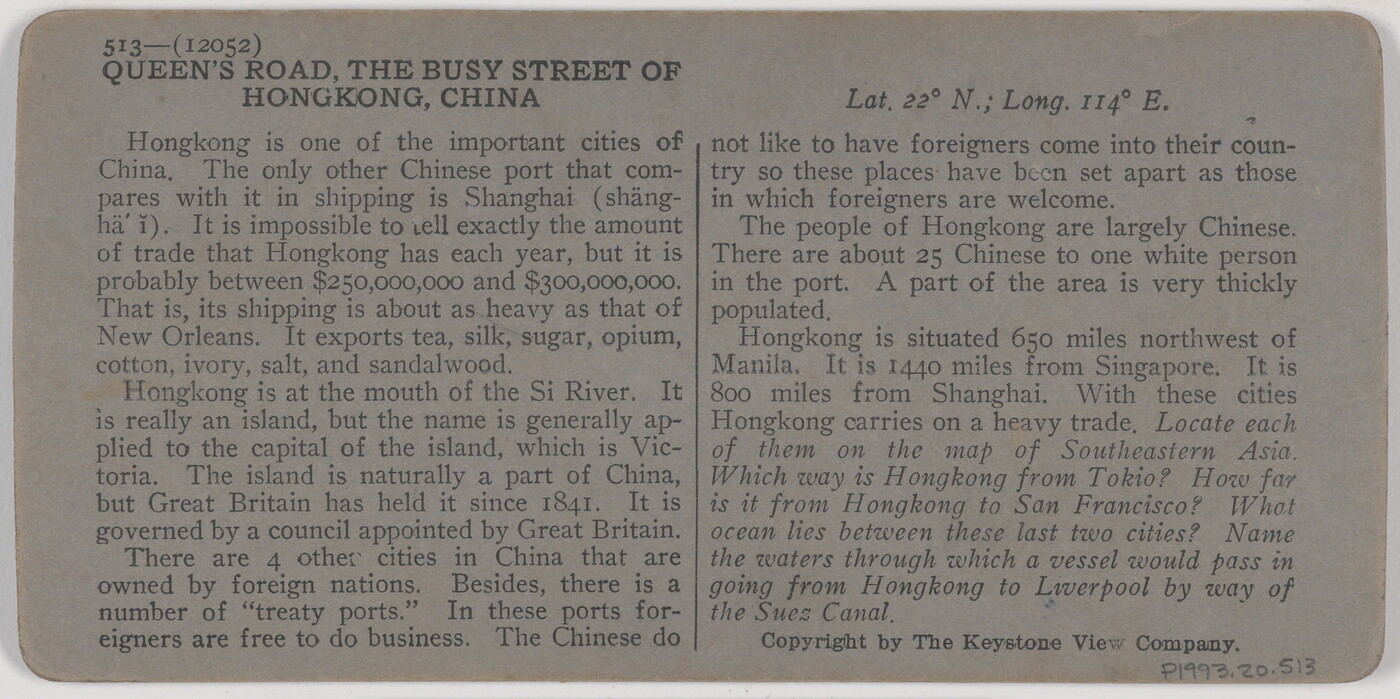 513—(12052)
QUEEN'S ROAD, THE BUSY STREET OF
HONGKONG, CHINA
Hongkong is one of the important cities of
China. The only other Chinese port that com-
pares with it in shipping is Shanghai (shäng-
hä′ ĭ). It is impossible to tell exactly the amount
of trade that Hongkong has each year, but it is
probably between $250,000,000 and $300,000,000.
That is, its shipping is about as heavy as that of
New Orleans. It exports tea, silk, sugar, opium,
cotton, ivory, salt, and sandalwood.
Hongkong is at the mouth of the Si River. It
is really an island, but the name is generally ap-
plied to the capital of the island, which is Vic-
toria. The island is naturally a part of China,
but Great Britain has held it since 1841. It is
governed by a council appointed by Great Britain.
There are 4 other cities in China that are
owned by foreign nations. Besides, there is a
number of "treaty ports." In these ports for-
eigners are free to do business. The Chinese do
Lat. 22° N.; Long. 114° E.
not like to have foreigners come into their coun-
try so these places have been set apart as those
in which foreigners are welcome.
The people of Hongkong are largely Chinese.
There are about 25 Chinese to one white person
in the port. A part of the area is very thickly
populated.
Hongkong is situated 650 miles northwest of
Manila. It is 1440 miles from Singapore. It is
800 miles from Shanghai. With these cities
Hongkong carries on a heavy trade. Locate each
of them on the map of Southeastern Asia.
Which way is Hongkong from Tokio? How far
is it from Hongkong to San Francisco? What
ocean lies between these last two cities? Name
the waters through which a vessel would pass in
going from Hongkong to Liverpool by way of
the Suez Canal.
Copyright by The Keystone View Company.
P1993.20.513